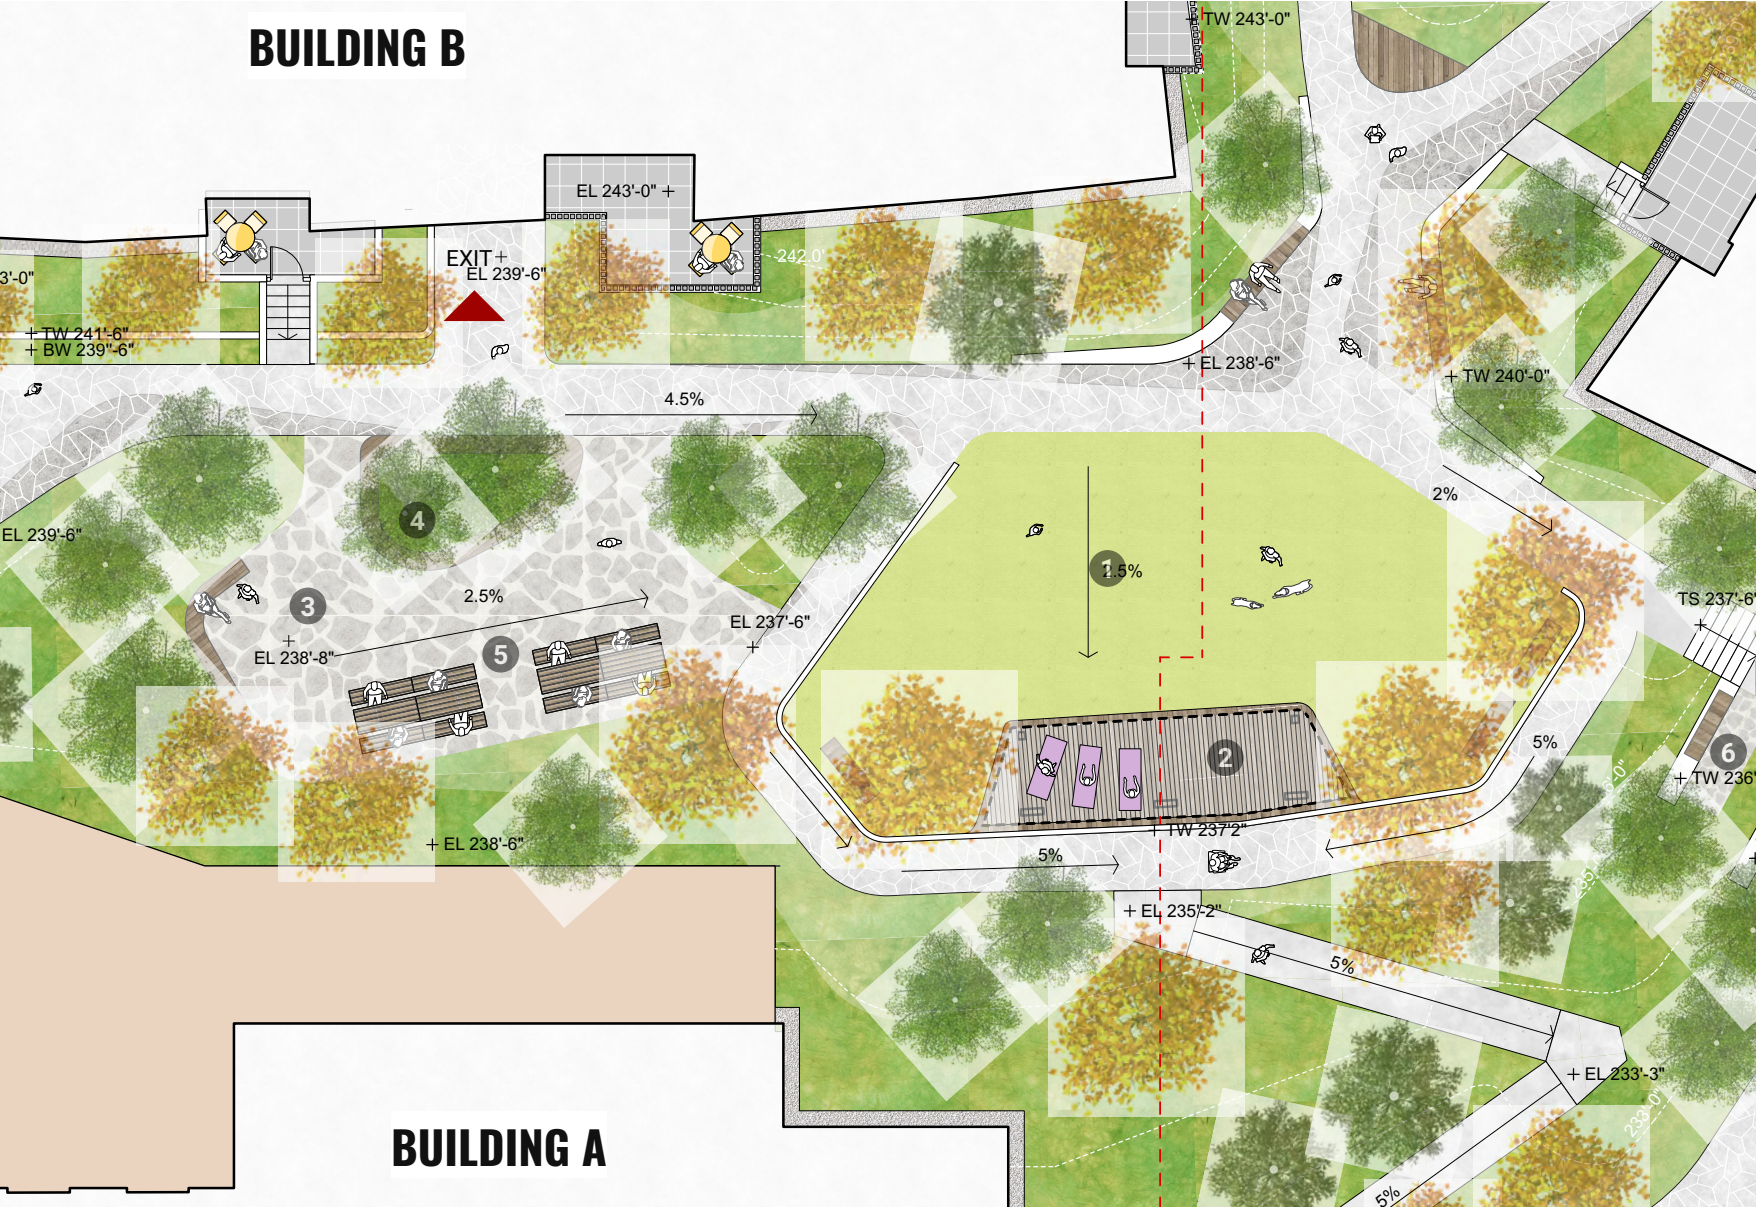 TW 243'-0"
BUILDING B
EL 243'-0"
EXIT
EL 239'-6"
242.0'
3'-0"
TW 241'-6"
BW 239"-6"
EL 238'-6"
TW 240'-0"
4.5%
2%
4
EL 239'-6"
1
2.5%
3
2.5%
TS 237'-6"
EL 237'-6"
5
EL 238'-8"
5%
2
6
TW 236'
TW 237'2"
EL 238'-6"
5%
EL 235'-2"
5%
EL 233'-3"
233.0'
BUILDING A
5%